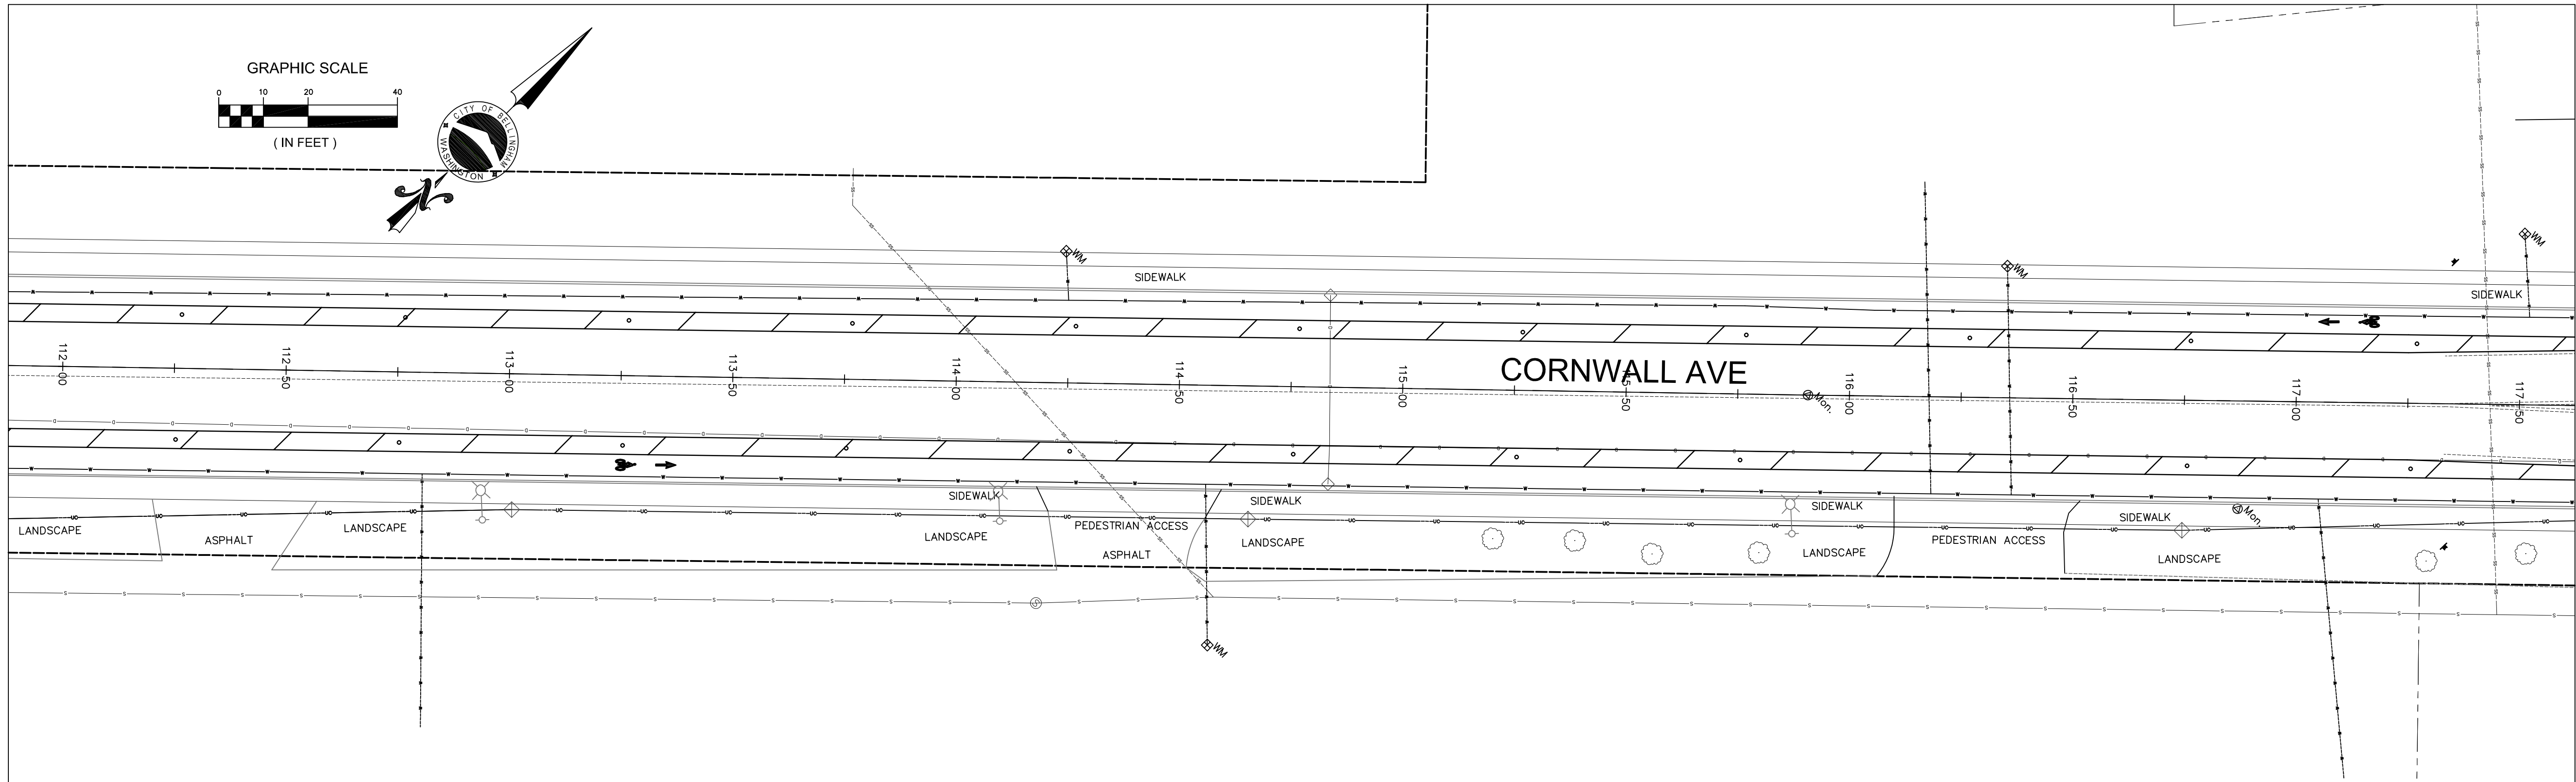 GRAPHIC SCALE
0 10 20 40
( IN FEET )
CITY OF BELLINGHAM
WASHINGTON
N
WM
SIDEWALK
WM
WM
SIDEWALK
CORNWALL AVE
112+00
112+50
113+00
113+50
114+00
114+50
115+00
115+50
116+00
116+50
117+00
117+50
Mon.
SIDEWALK
SIDEWALK
SIDEWALK
SIDEWALK
Mon.
LANDSCAPE
ASPHALT
LANDSCAPE
LANDSCAPE
PEDESTRIAN ACCESS
ASPHALT
LANDSCAPE
LANDSCAPE
PEDESTRIAN ACCESS
LANDSCAPE
WM